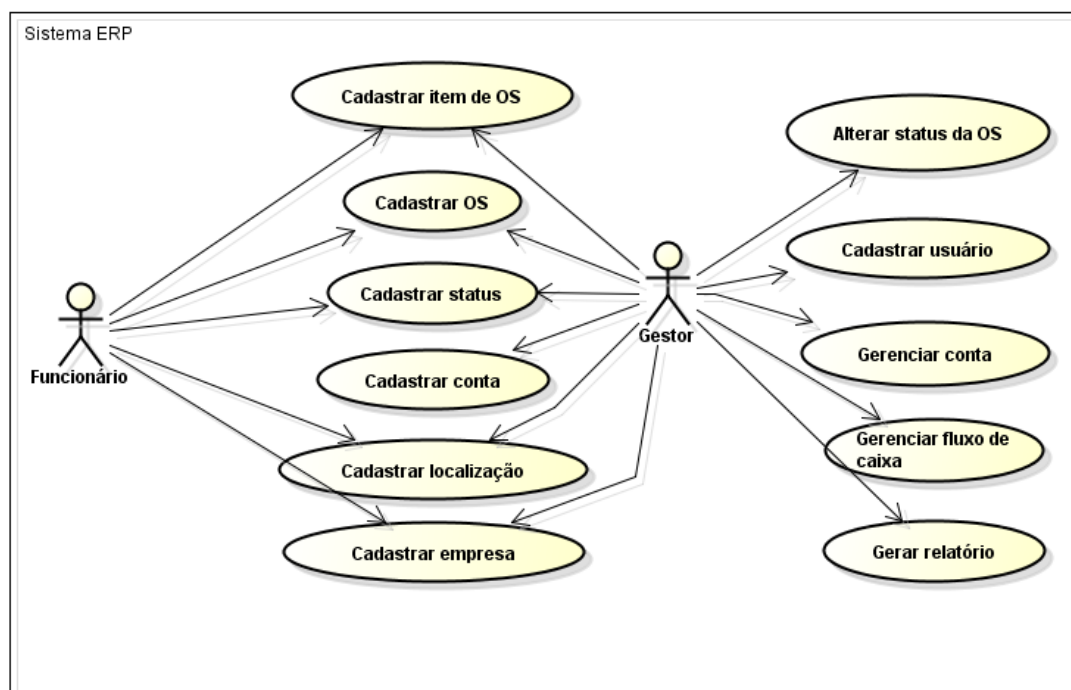 Sistema ERP
Cadastrar item de OS
Cadastrar OS
Cadastrar status
Cadastrar conta
Cadastrar localização
Cadastrar empresa
Funcionário
Gestor
Alterar status da OS
Cadastrar usuário
Gerenciar conta
Gerenciar fluxo de
caixa
Gerar relatório